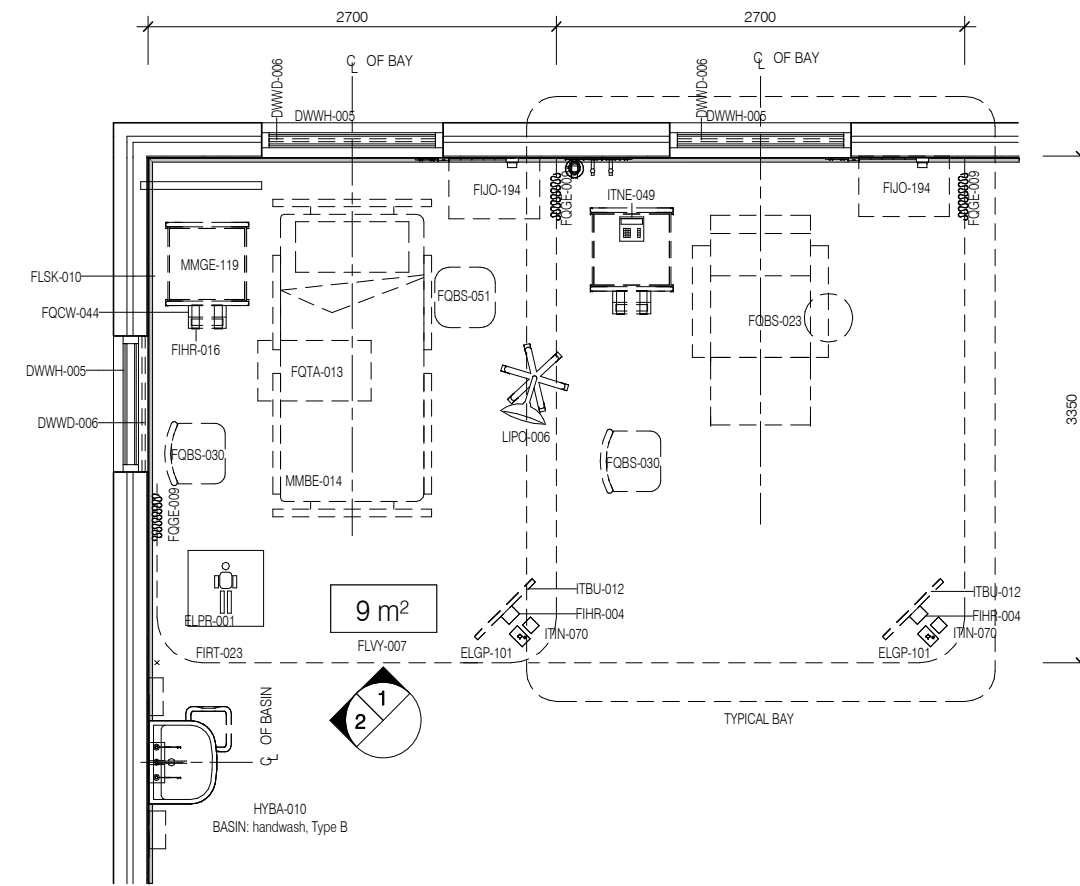 2700
2700
C L OF BAY
C L OF BAY
DWWD-006
DWWH-005
DWWD-006
DWWH-005
FIJO-194
FQGE-009
ITNE-049
FIJO-194
FQGE-009
MMGE-119
FLSK-010
FQCW-044
FIHR-016
FQBS-051
FQBS-023
DWWH-005
FQTA-013
DWWD-006
3350
LIPO-006
FQBS-030
FQBS-030
MMBE-014
FQGE-009
ITBU-012
ITBU-012
9 m²
FIHR-004
FIHR-004
ELPR-001
ITIN-070
ITIN-070
FIRT-023
FLVY-007
ELGP-101
ELGP-101
1
2
TYPICAL BAY
C L OF BASIN
HYBA-010
BASIN: handwash, Type B